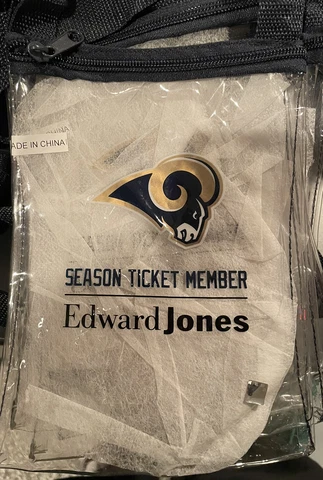 ADE IN CHINA
SEASON TICKET MEMBER
Edward Jones